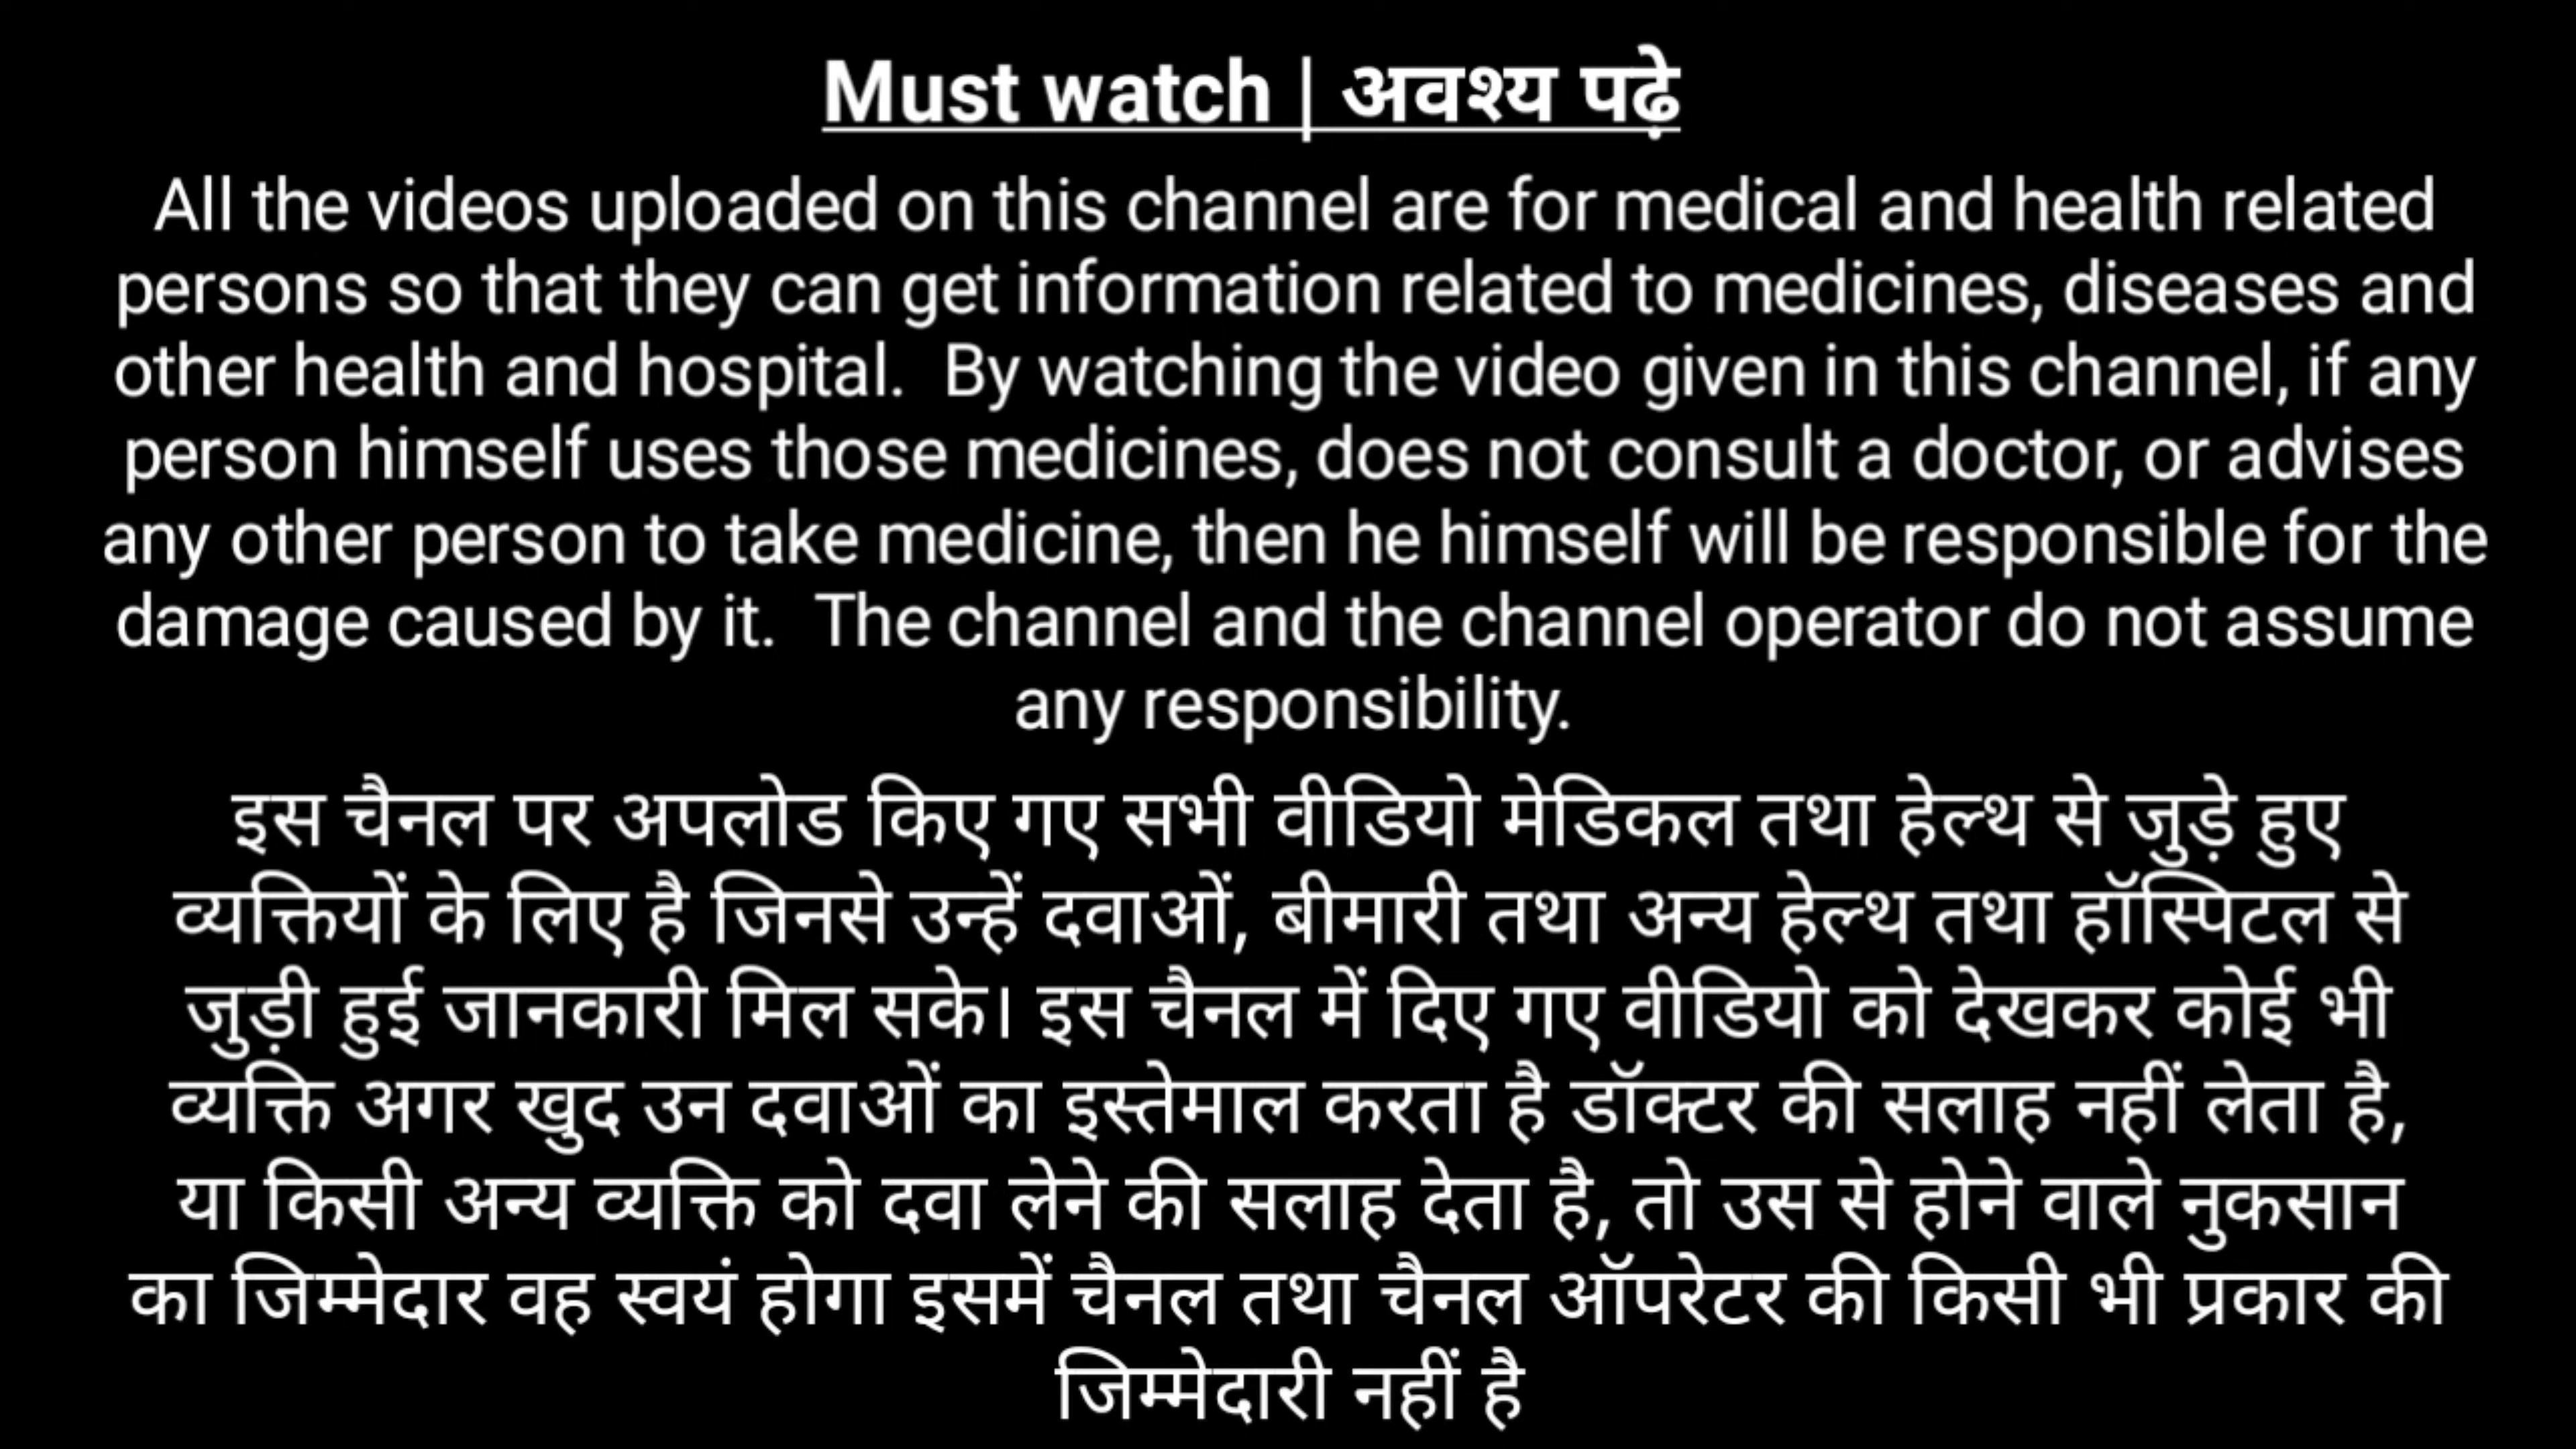 Must watch | अवश्य पढ़े
All the videos uploaded on this channel are for medical and health related
persons so that they can get information related to medicines, diseases and
other health and hospital.  By watching the video given in this channel, if any
person himself uses those medicines, does not consult a doctor, or advises
any other person to take medicine, then he himself will be responsible for the
damage caused by it.  The channel and the channel operator do not assume
any responsibility.
इस चैनल पर अपलोड किए गए सभी वीडियो मेडिकल तथा हेल्थ से जुड़े हुए
व्यक्तियों के लिए है जिनसे उन्हें दवाओं, बीमारी तथा अन्य हेल्थ तथा हॉस्पिटल से
जुड़ी हुई जानकारी मिल सके। इस चैनल में दिए गए वीडियो को देखकर कोई भी
व्यक्ति अगर खुद उन दवाओं का इस्तेमाल करता है डॉक्टर की सलाह नहीं लेता है,
या किसी अन्य व्यक्ति को दवा लेने की सलाह देता है, तो उस से होने वाले नुकसान
का जिम्मेदार वह स्वयं होगा इसमें चैनल तथा चैनल ऑपरेटर की किसी भी प्रकार की
जिम्मेदारी नहीं है